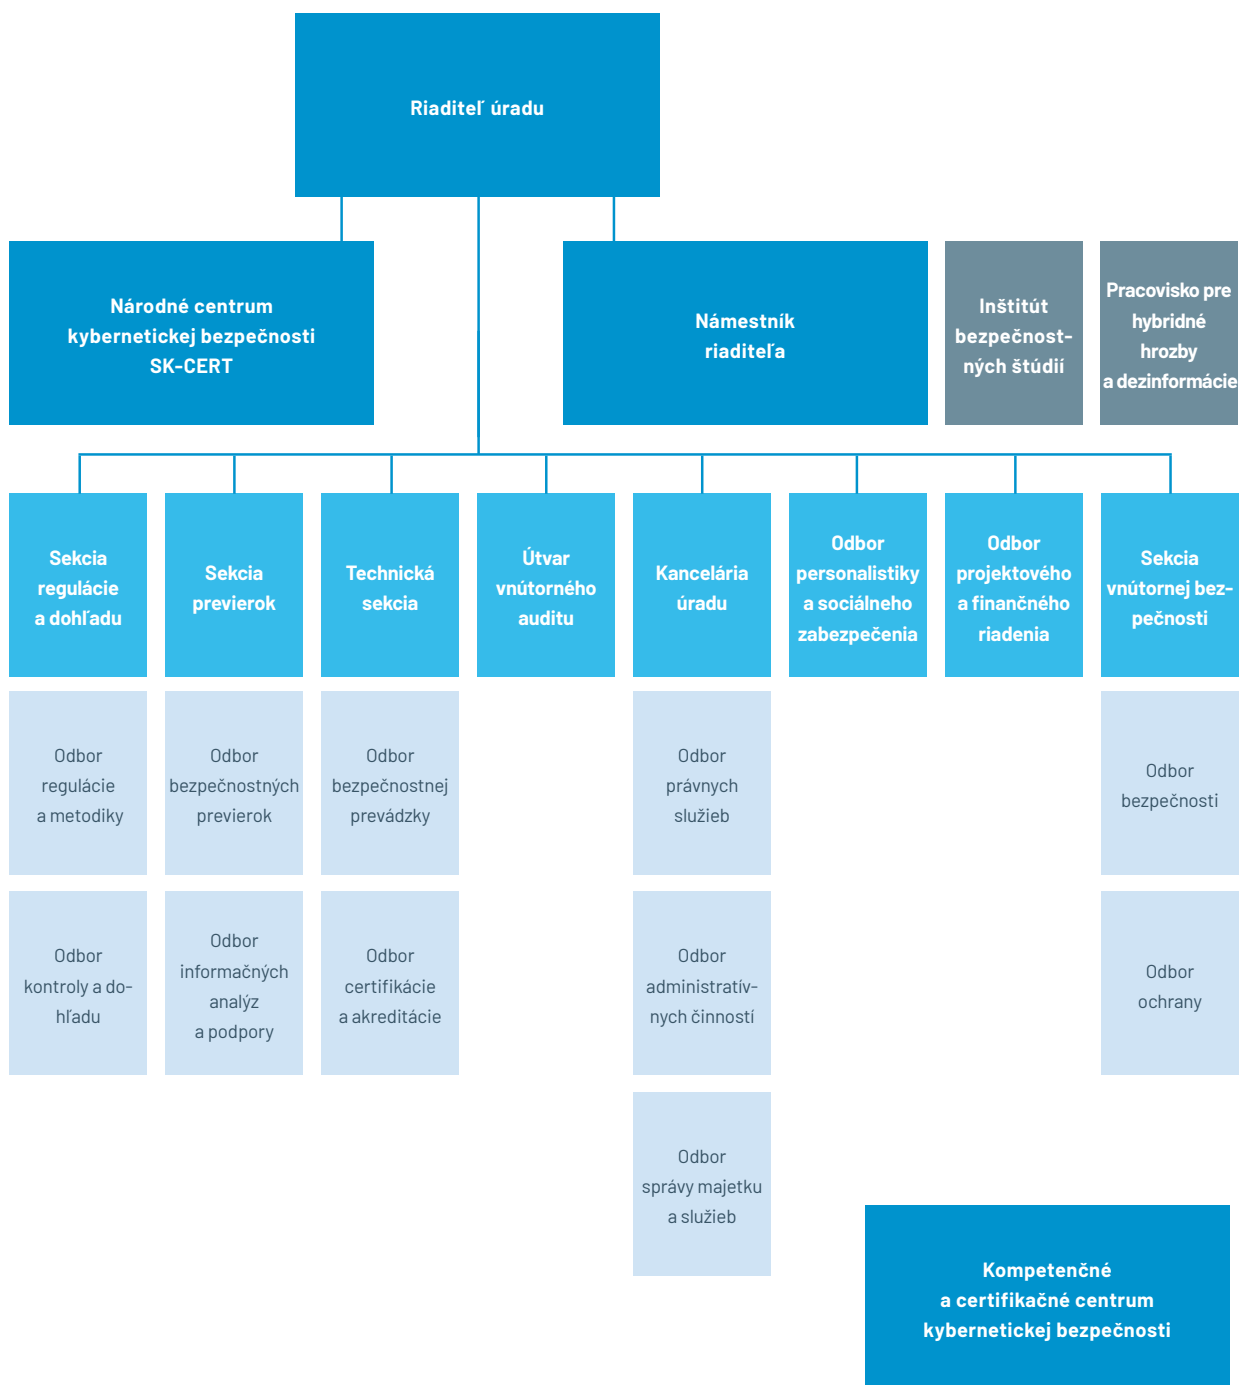 Riaditeľ úradu
Národné centrum
kybernetickej bezpečnosti
SK-CERT
Námestník
riaditeľa
Inštitút
bezpečnost-
ných štúdií
Pracovisko pre
hybridné
hrozby
a dezinformácie
Sekcia
regulácie
a dohľadu
Sekcia
previerok
Technická
sekcia
Útvar
vnútorného
auditu
Kancelária
úradu
Odbor
personalistiky
a sociálneho
zabezpečenia
Odbor
projektového
a finančného
riadenia
Sekcia
vnútornej bez-
pečnosti
Odbor
regulácie
a metodiky
Odbor
bezpečnostných
previerok
Odbor
bezpečnostnej
prevádzky
Odbor
právnych
služieb
Odbor
bezpečnosti
Odbor
kontroly a do-
hľadu
Odbor
informačných
analýz
a podpory
Odbor
certifikácie
a akreditácie
Odbor
administratív-
nych činností
Odbor
ochrany
Odbor
správy majetku
a služieb
Kompetenčné
a certifikačné centrum
kybernetickej bezpečnosti